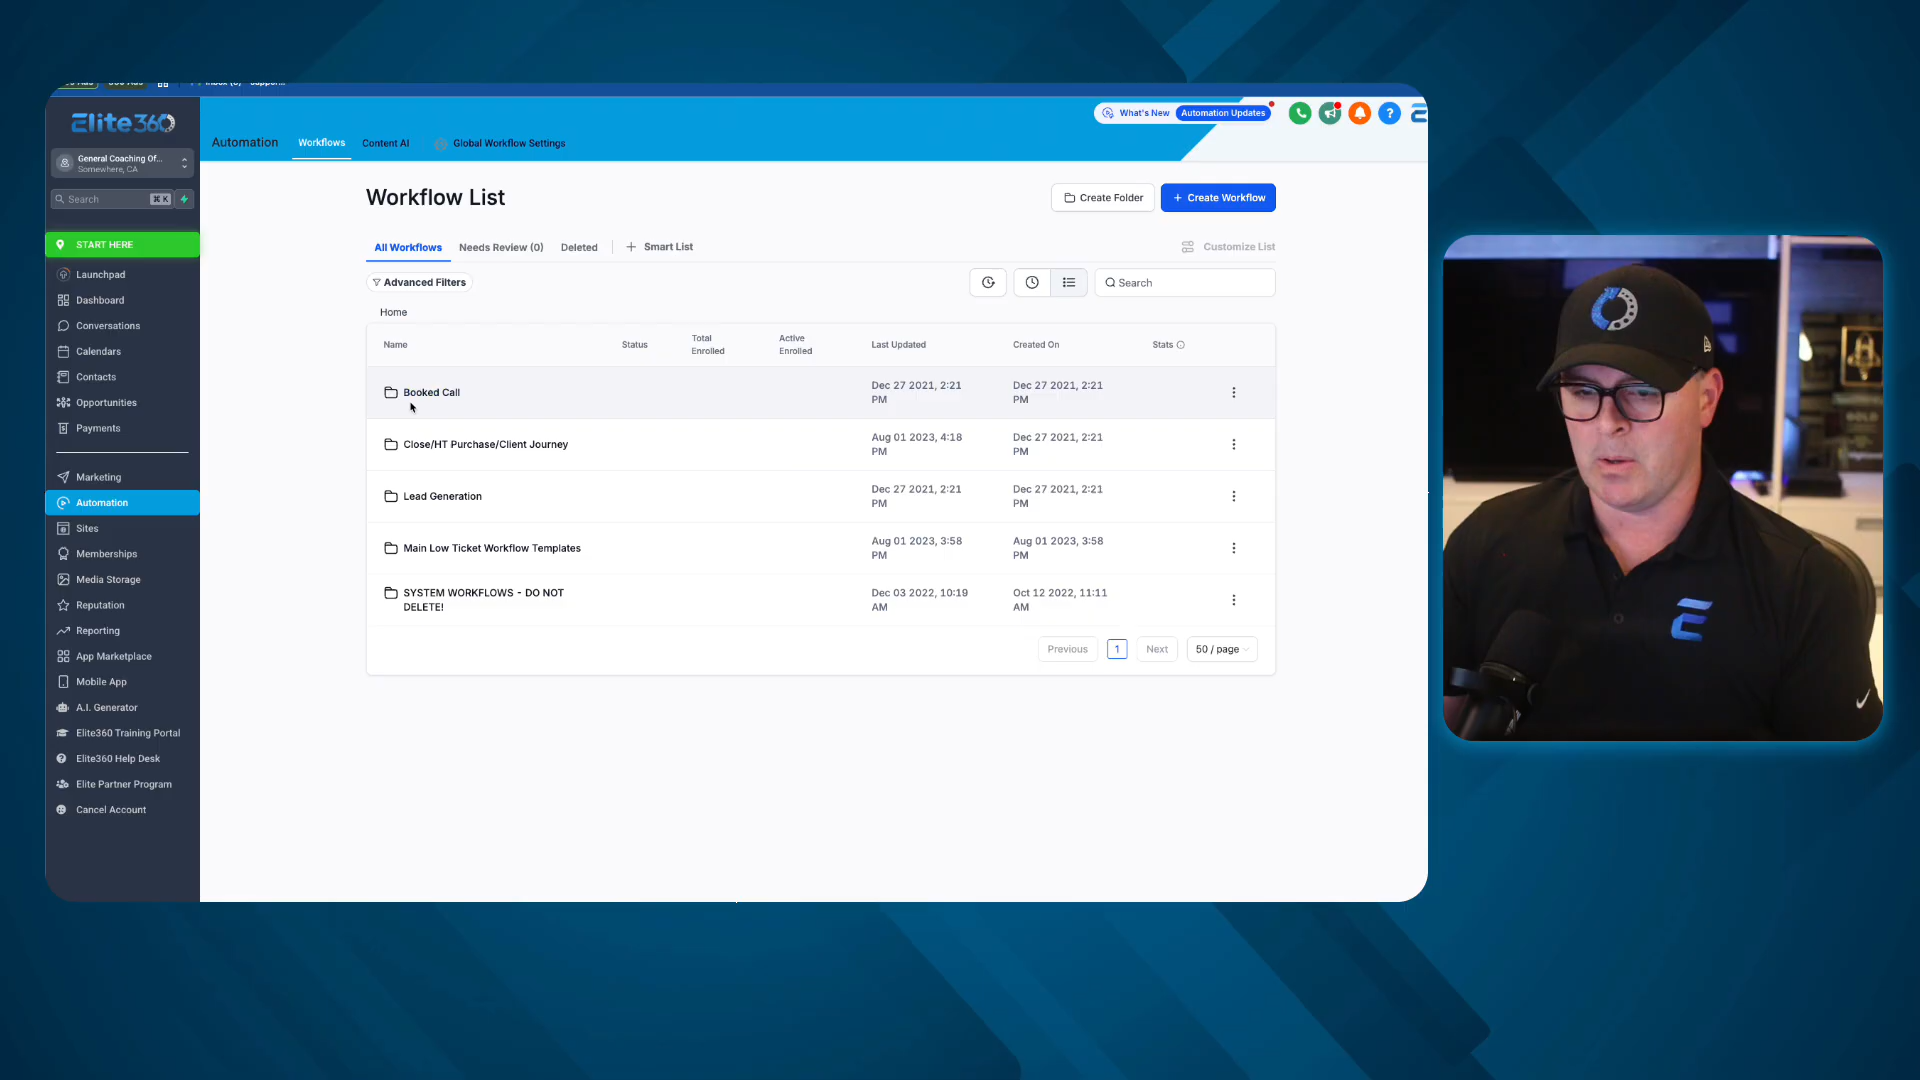 Elite360
What's New Automation Updates
Automation Workflows Content AI Global Workflow Settings
General Coaching Of...
Somewhere, CA
Search ⌘ K
START HERE
Launchpad
Dashboard
Conversations
Calendars
Contacts
Opportunities
Payments
Marketing
Automation
Sites
Memberships
Media Storage
Reputation
Reporting
App Marketplace
Mobile App
A.I. Generator
Elite360 Training Portal
Elite360 Help Desk
Elite Partner Program
Cancel Account
Workflow List
Create Folder
+ Create Workflow
All Workflows Needs Review (0) Deleted + Smart List
Customize List
Advanced Filters
Search
Home
Name Status Total Enrolled Active Enrolled Last Updated Created On Stats
Booked Call Dec 27 2021, 2:21 PM Dec 27 2021, 2:21 PM
Close/HT Purchase/Client Journey Aug 01 2023, 4:18 PM Dec 27 2021, 2:21 PM
Lead Generation Dec 27 2021, 2:21 PM Dec 27 2021, 2:21 PM
Main Low Ticket Workflow Templates Aug 01 2023, 3:58 PM Aug 01 2023, 3:58 PM
SYSTEM WORKFLOWS - DO NOT DELETE! Dec 03 2022, 10:19 AM Oct 12 2022, 11:11 AM
Previous 1 Next 50 / page